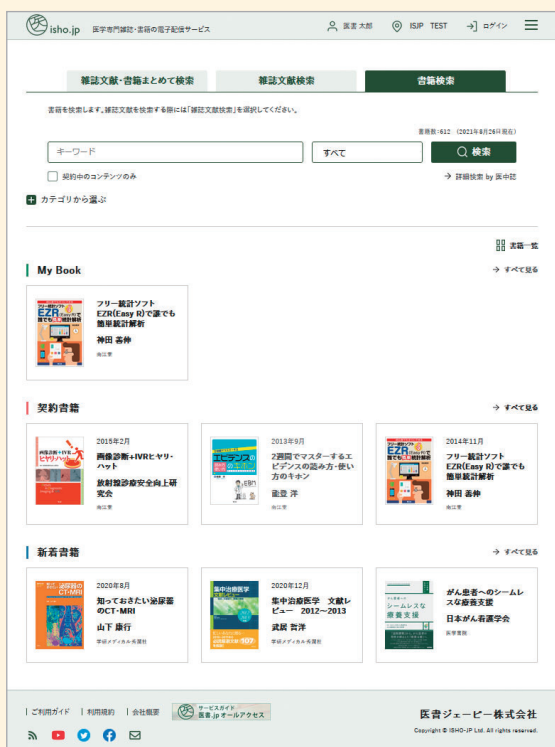 isho.jp 医学専門雑誌・書籍の電子配信サービス
医書 太郎 ISJP TEST ログイン
雑誌文献・書籍まとめて検索 雑誌文献検索 書籍検索
書籍を検索します。雑誌文献を検索する際には「雑誌文献検索」を選択してください。
書籍数：612 （2021年8月26日現在）
キーワード すべて 検索
契約中のコンテンツのみ → 詳細検索 by 医中誌
カテゴリから選ぶ
書籍一覧
My Book → すべて見る
フリー統計ソフト
EZR(Easy R)で誰でも
簡単統計解析
神田 善伸
南江堂
契約書籍 → すべて見る
2015年2月
画像診断+IVRヒヤリ・
ハット
放射線診療安全向上研
究会
南江堂
2013年9月
2週間でマスターするエ
ビデンスの読み方・使い
方のキホン
能登 洋
南江堂
2014年11月
フリー統計ソフト
EZR(Easy R)で誰でも
簡単統計解析
神田 善伸
南江堂
新着書籍 → すべて見る
2020年8月
知っておきたい泌尿器
のCT・MRI
山下 康行
学研メディカル秀潤社
2020年12月
集中治療医学 文献レ
ビュー 2012～2013
武居 哲洋
学研メディカル秀潤社
がん患者へのシームレ
スな療養支援
日本がん看護学会
医学書院
ご利用ガイド 利用規約 会社概要
サービスガイド
医書.jp オールアクセス
医書ジェーピー株式会社
Copyright © ISHO-JP Ltd. All rights reserved.